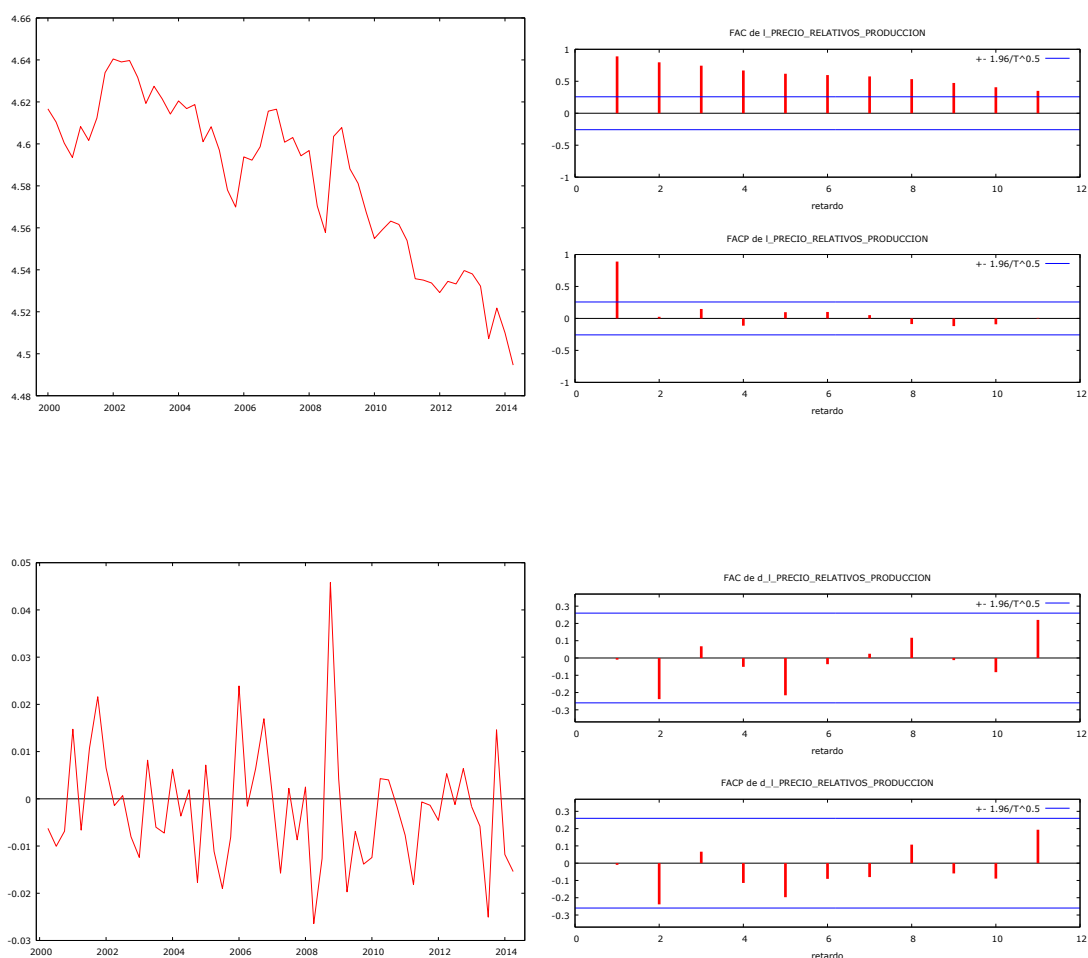 4.66
4.64
4.62
4.6
4.58
4.56
4.54
4.52
4.5
4.48
2000 2002 2004 2006 2008 2010 2012 2014
FAC de l_PRECIO_RELATIVOS_PRODUCCION
+- 1.96/T^0.5
1
0.5
0
-0.5
-1
0 2 4 6 8 10 12
retardo
FACP de l_PRECIO_RELATIVOS_PRODUCCION
+- 1.96/T^0.5
1
0.5
0
-0.5
-1
0 2 4 6 8 10 12
retardo
0.05
0.04
0.03
0.02
0.01
0
-0.01
-0.02
-0.03
2000 2002 2004 2006 2008 2010 2012 2014
FAC de d_l_PRECIO_RELATIVOS_PRODUCCION
+- 1.96/T^0.5
0.3
0.2
0.1
0
-0.1
-0.2
-0.3
0 2 4 6 8 10 12
retardo
FACP de d_l_PRECIO_RELATIVOS_PRODUCCION
+- 1.96/T^0.5
0.3
0.2
0.1
0
-0.1
-0.2
-0.3
0 2 4 6 8 10 12
retardo